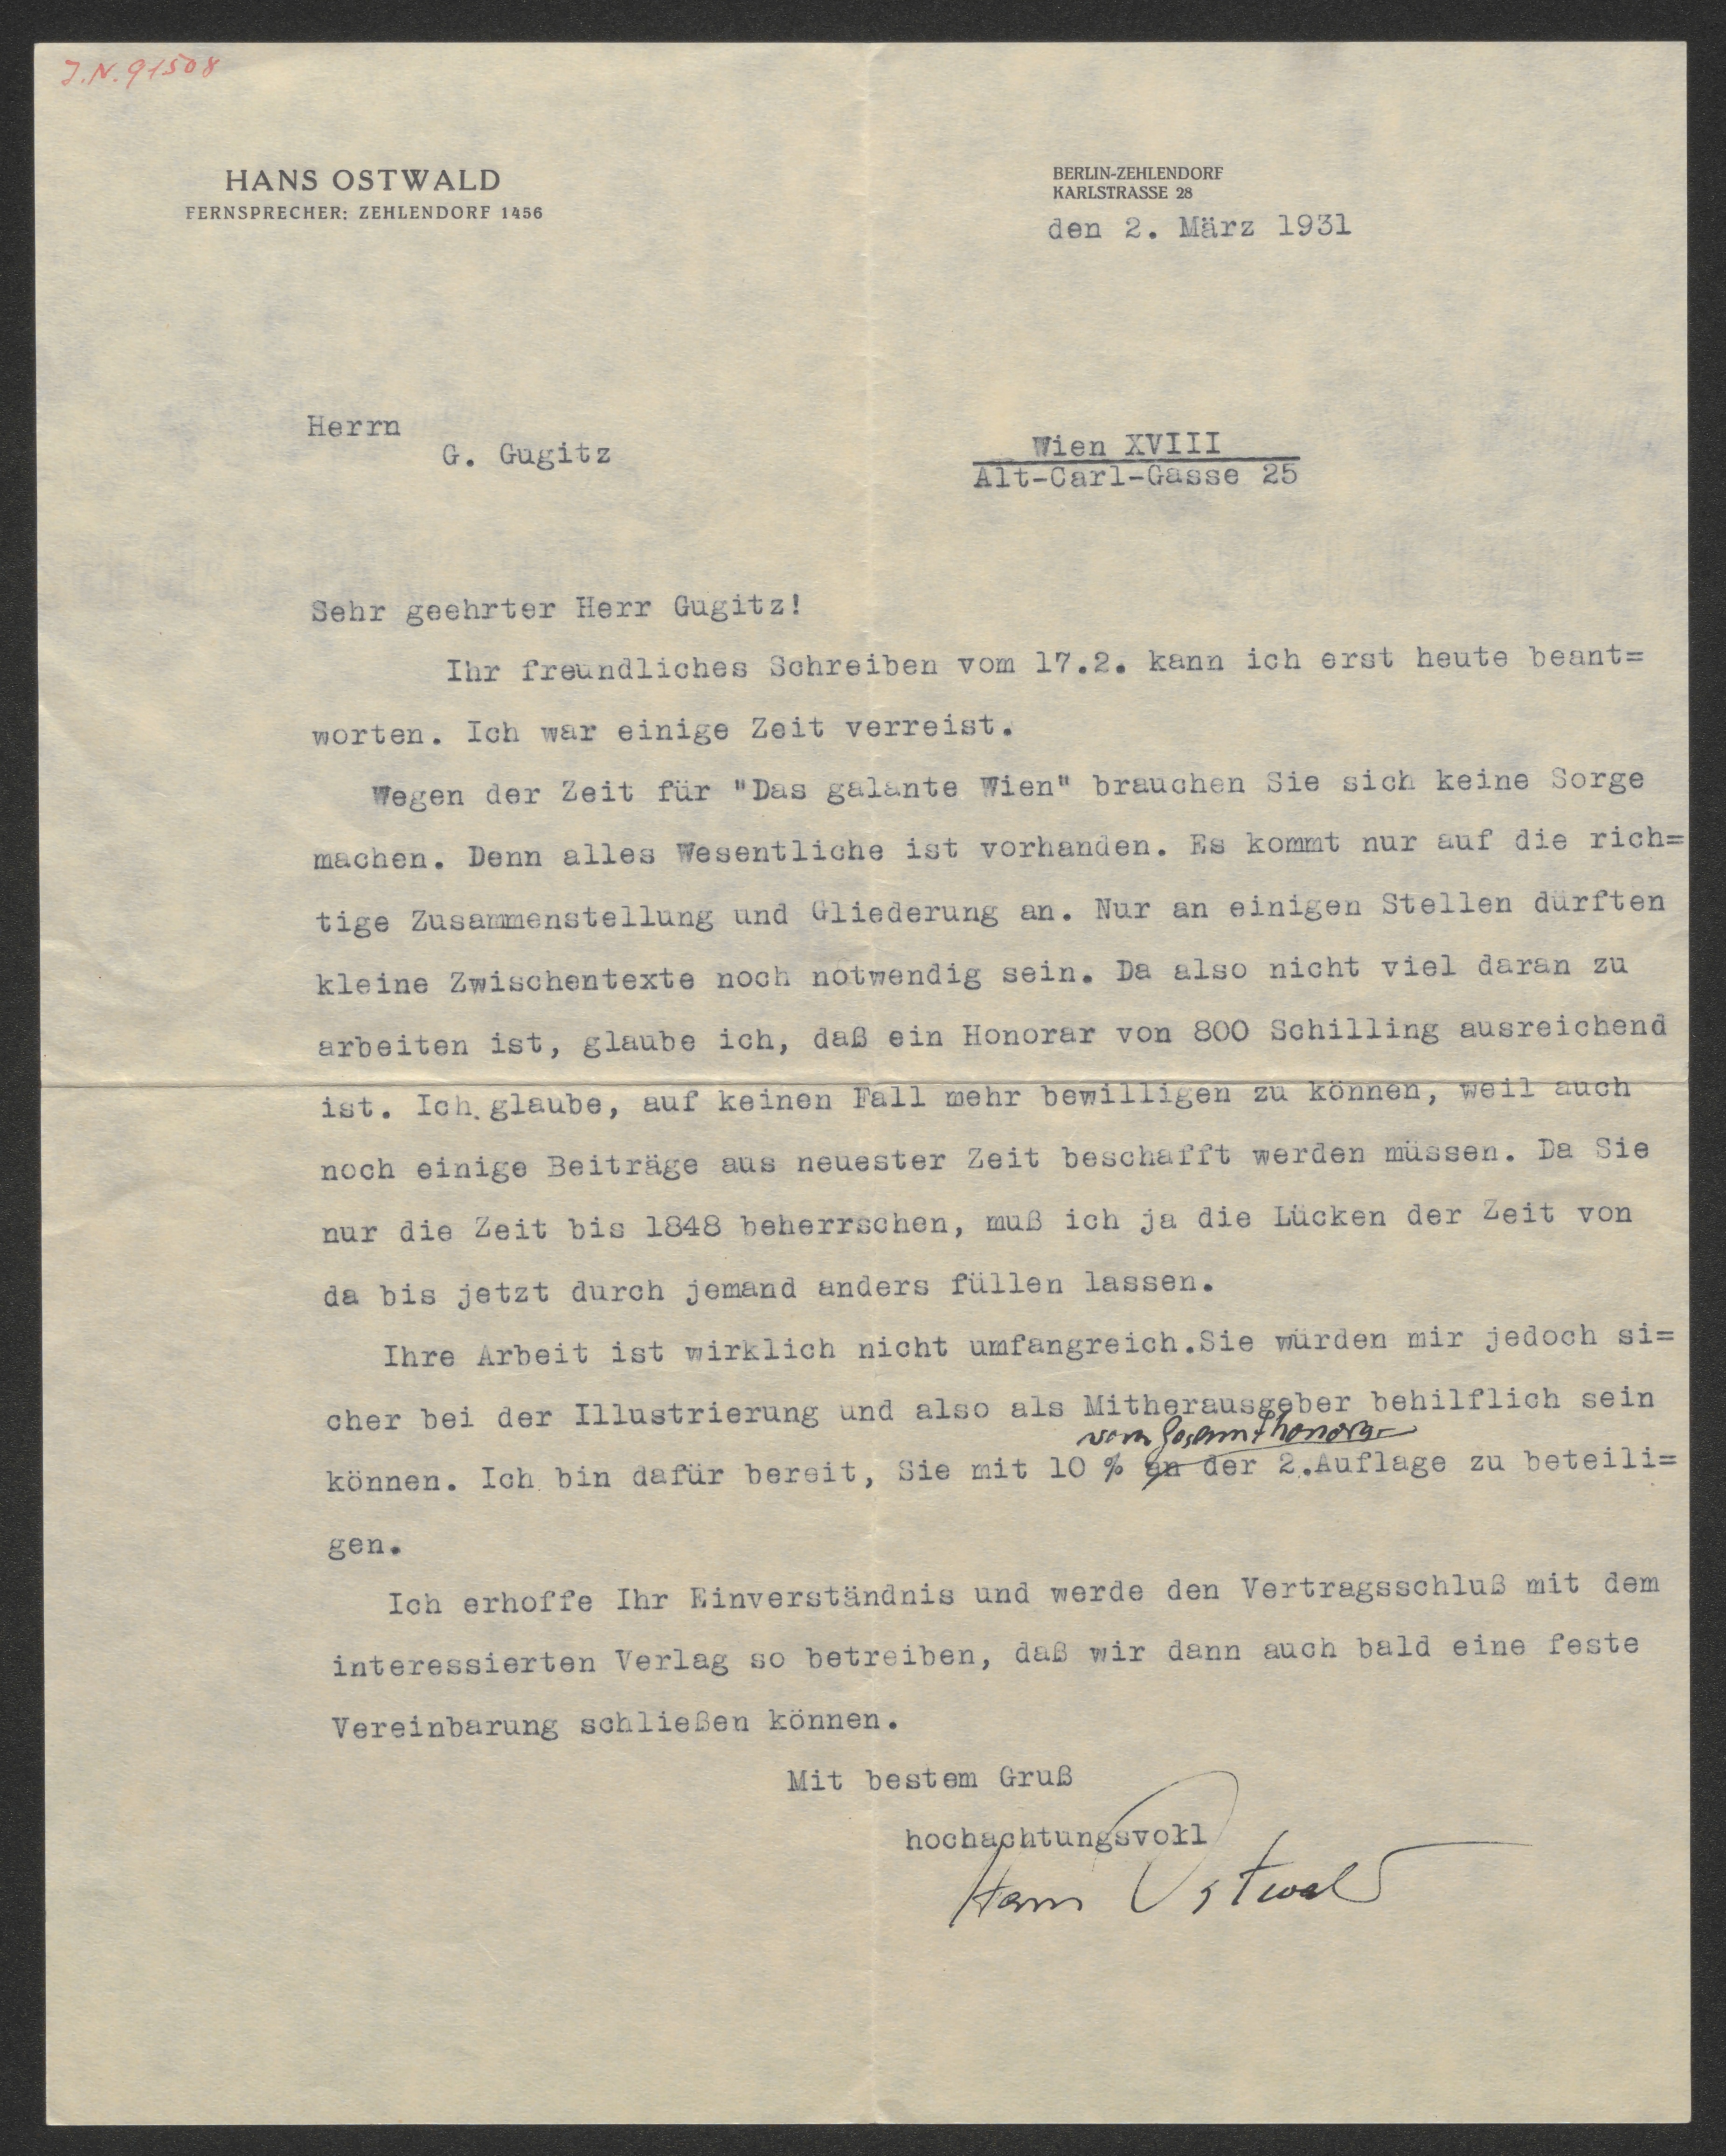 J.N. 91508
HANS OSTWALD
FERNSPRECHER: ZEHLENDORF 1456
BERLIN-ZEHLENDORF
KARLSTRASSE 28
den 2. März 1931
Herrn
G. Gugitz
Wien XVIII
Alt-Carl-Gasse 25
Sehr geehrter Herr Gugitz!
Ihr freundliches Schreiben vom 17.2. kann ich erst heute beant=
worten. Ich war einige Zeit verreist.
Wegen der Zeit für "Das galante Wien" brauchen Sie sich keine Sorge
machen. Denn alles Wesentliche ist vorhanden. Es kommt nur auf die rich=
tige Zusammenstellung und Gliederung an. Nur an einigen Stellen dürften
kleine Zwischentexte noch notwendig sein. Da also nicht viel daran zu
arbeiten ist, glaube ich, daß ein Honorar von 800 Schilling ausreichend
ist. Ich glaube, auf keinen Fall mehr bewilligen zu können, weil auch
noch einige Beiträge aus neuester Zeit beschafft werden müssen. Da Sie
nur die Zeit bis 1848 beherrschen, muß ich ja die Lücken der Zeit von
da bis jetzt durch jemand anders füllen lassen.
Ihre Arbeit ist wirklich nicht umfangreich.Sie würden mir jedoch si=
cher bei der Illustrierung und also als Mitherausgeber behilflich sein
vom Gesamthonorar
können. Ich bin dafür bereit, Sie mit 10 % an der 2.Auflage zu beteili=
gen.
Ich erhoffe Ihr Einverständnis und werde den Vertragsschluß mit dem
interessierten Verlag so betreiben, daß wir dann auch bald eine feste
Vereinbarung schließen können.
Mit bestem Gruß
hochachtungsvoll
Hans Ostwald